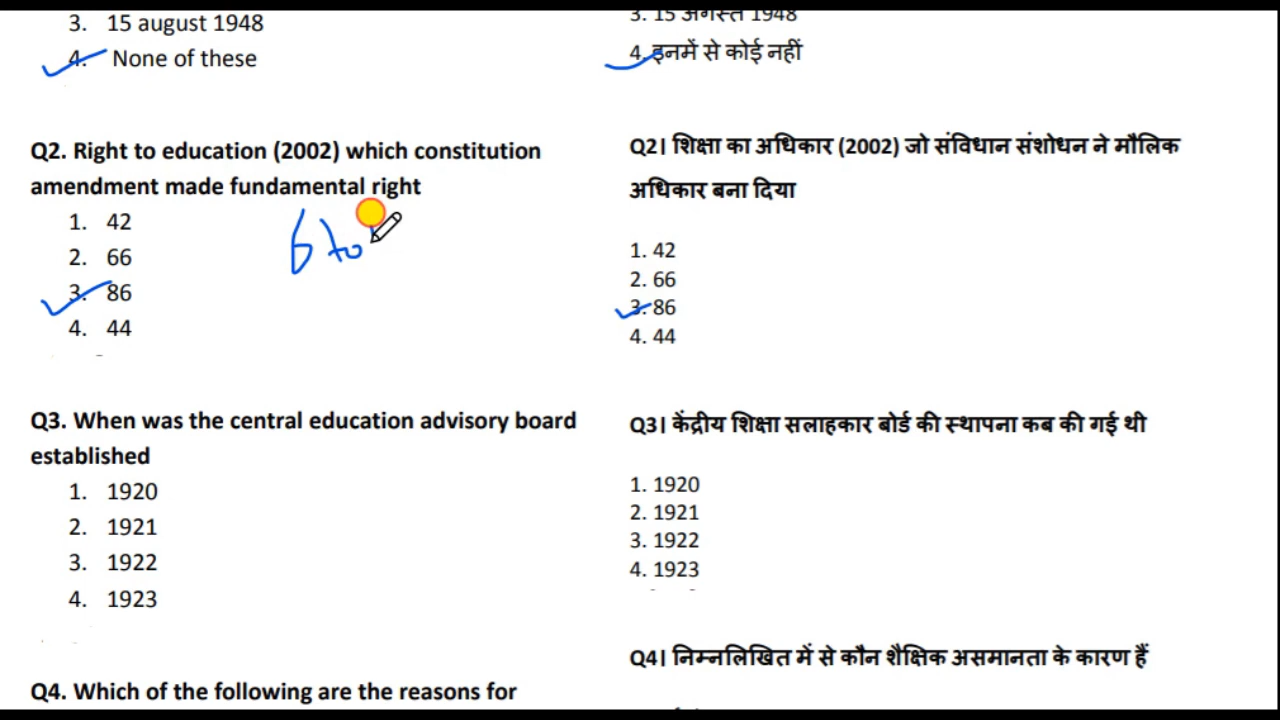 3. 15 august 1948
4. None of these
Q2. Right to education (2002) which constitution
amendment made fundamental right
1. 42
2. 66
3. 86
4. 44
6 to
Q3. When was the central education advisory board
established
1. 1920
2. 1921
3. 1922
4. 1923
Q4. Which of the following are the reasons for
3. 15 अगस्त 1948
4. इनमें से कोई नहीं
Q2। शिक्षा का अधिकार (2002) जो संविधान संशोधन ने मौलिक
अधिकार बना दिया
1. 42
2. 66
3. 86
4. 44
Q3। केंद्रीय शिक्षा सलाहकार बोर्ड की स्थापना कब की गई थी
1. 1920
2. 1921
3. 1922
4. 1923
Q4। निम्नलिखित में से कौन शैक्षिक असमानता के कारण हैं